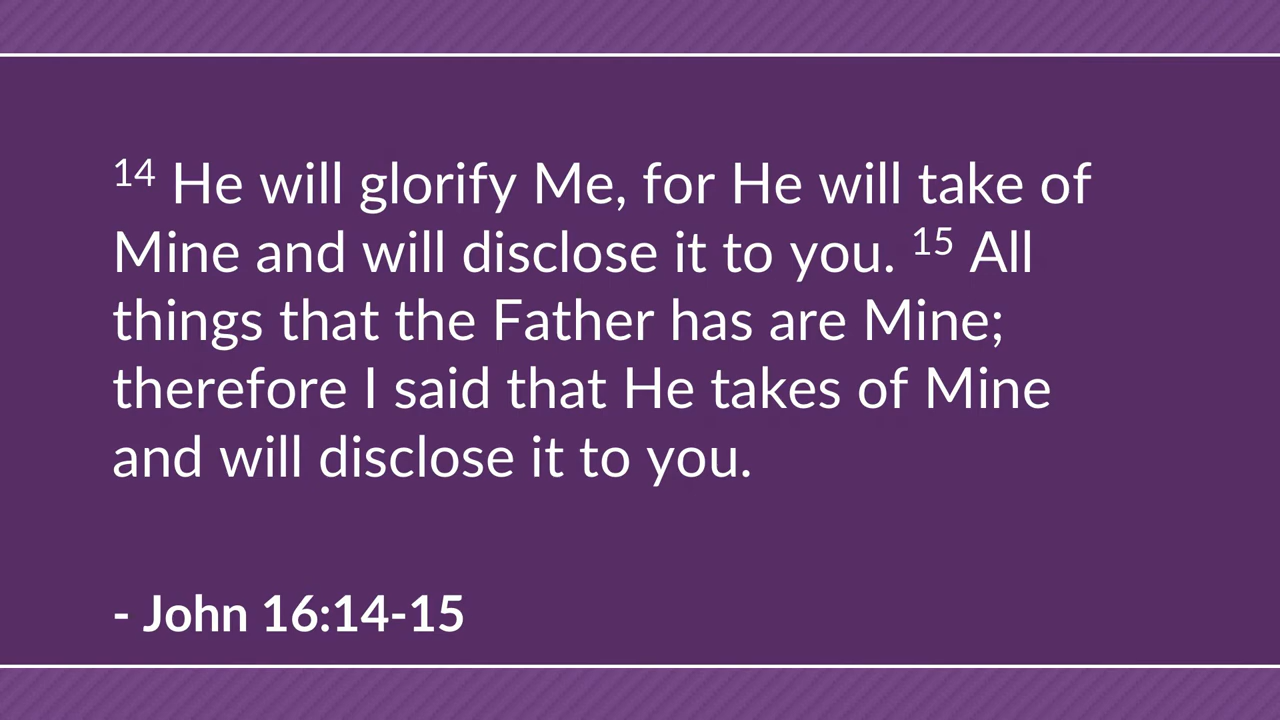 14 He will glorify Me, for He will take of
Mine and will disclose it to you. 15 All
things that the Father has are Mine;
therefore I said that He takes of Mine
and will disclose it to you.
- John 16:14-15